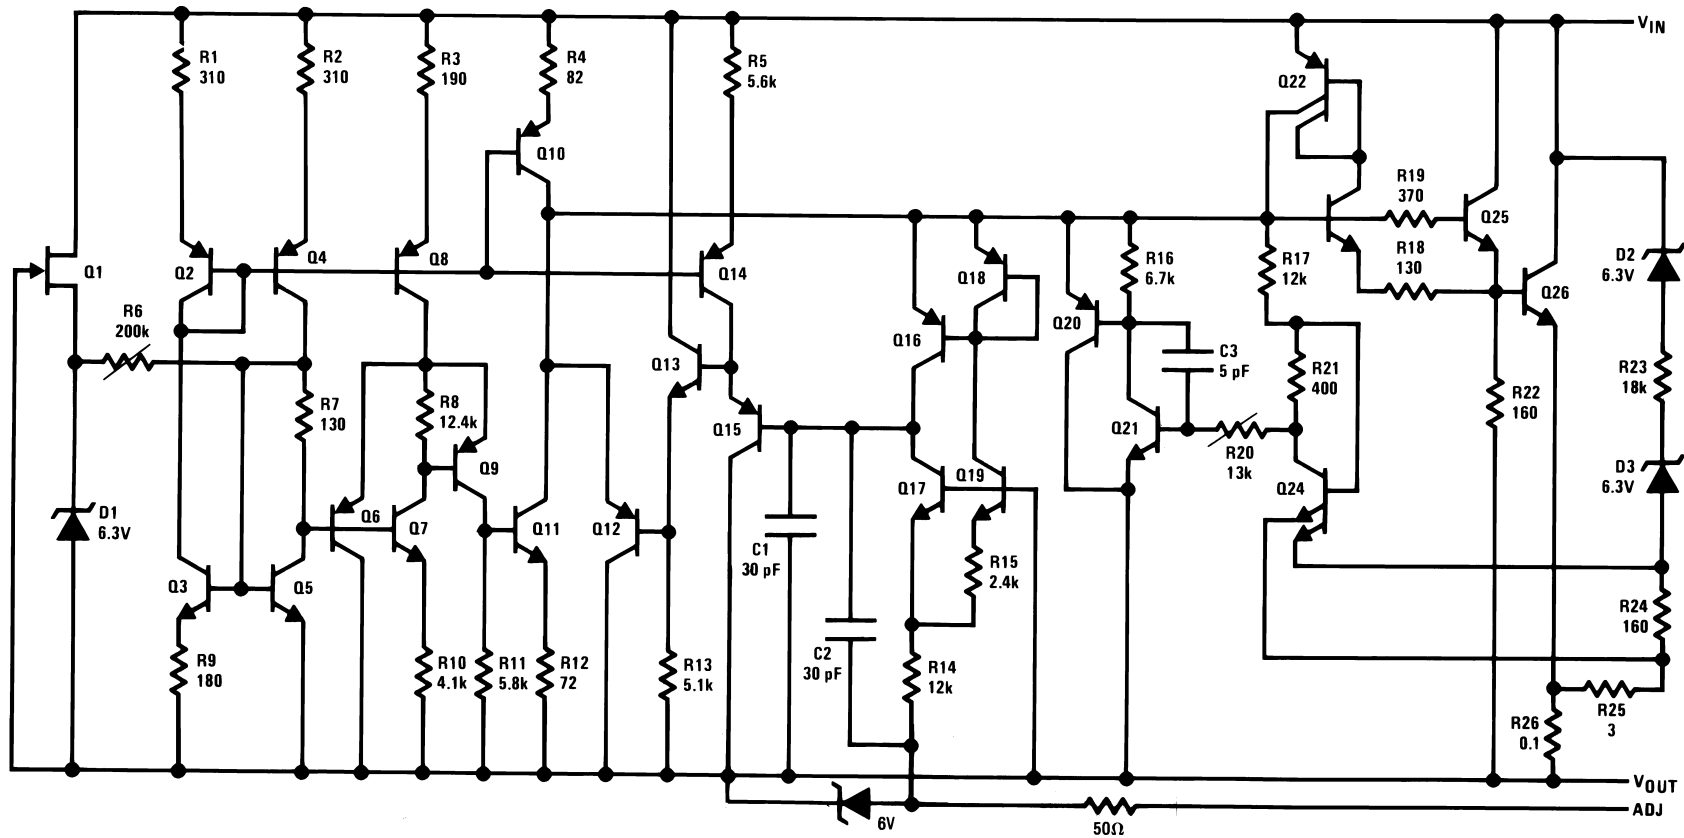 R1
310
R2
310
R3
190
R4
82
R5
5.6k
VIN
Q22
Q10
R19
370
Q1
Q2
Q4
Q8
Q14
Q18
R16
6.7k
R17
12k
R18
130
Q25
D2
6.3V
Q26
R6
200k
Q20
Q16
C3
5 pF
Q13
R21
400
R23
18k
R7
130
R8
12.4k
R22
160
Q15
Q21
R20
13k
Q9
Q17
Q19
Q24
D3
6.3V
D1
6.3V
Q6
Q7
Q11
Q12
C1
30 pF
R15
2.4k
Q3
Q5
R24
160
C2
30 pF
R9
180
R10
4.1k
R11
5.8k
R12
72
R13
5.1k
R14
12k
R25
3
R26
0.1
VOUT
ADJ
6V
50Ω